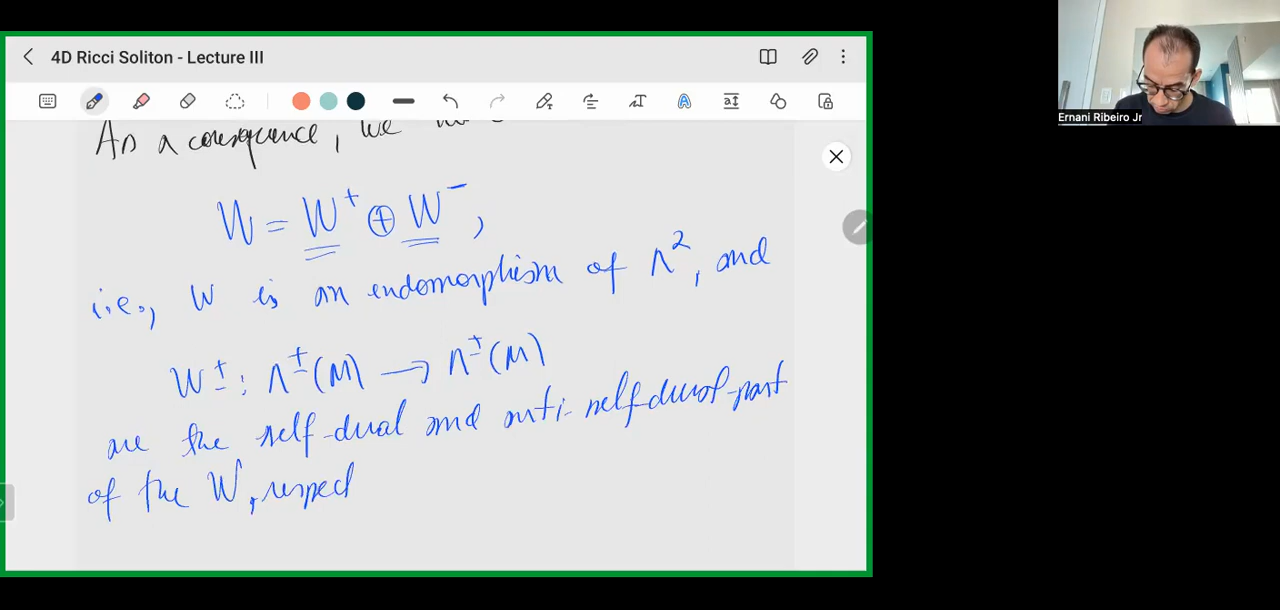 4D Ricci Soliton - Lecture III
Ernani Ribeiro Jr
As a consequence, we
W = W⁺ ⊕ W⁻,
i.e., W is an endomorphism of Λ², and
W± : Λ±(M) → Λ±(M)
are the self-dual and anti-self-dual-part
of the W, respect